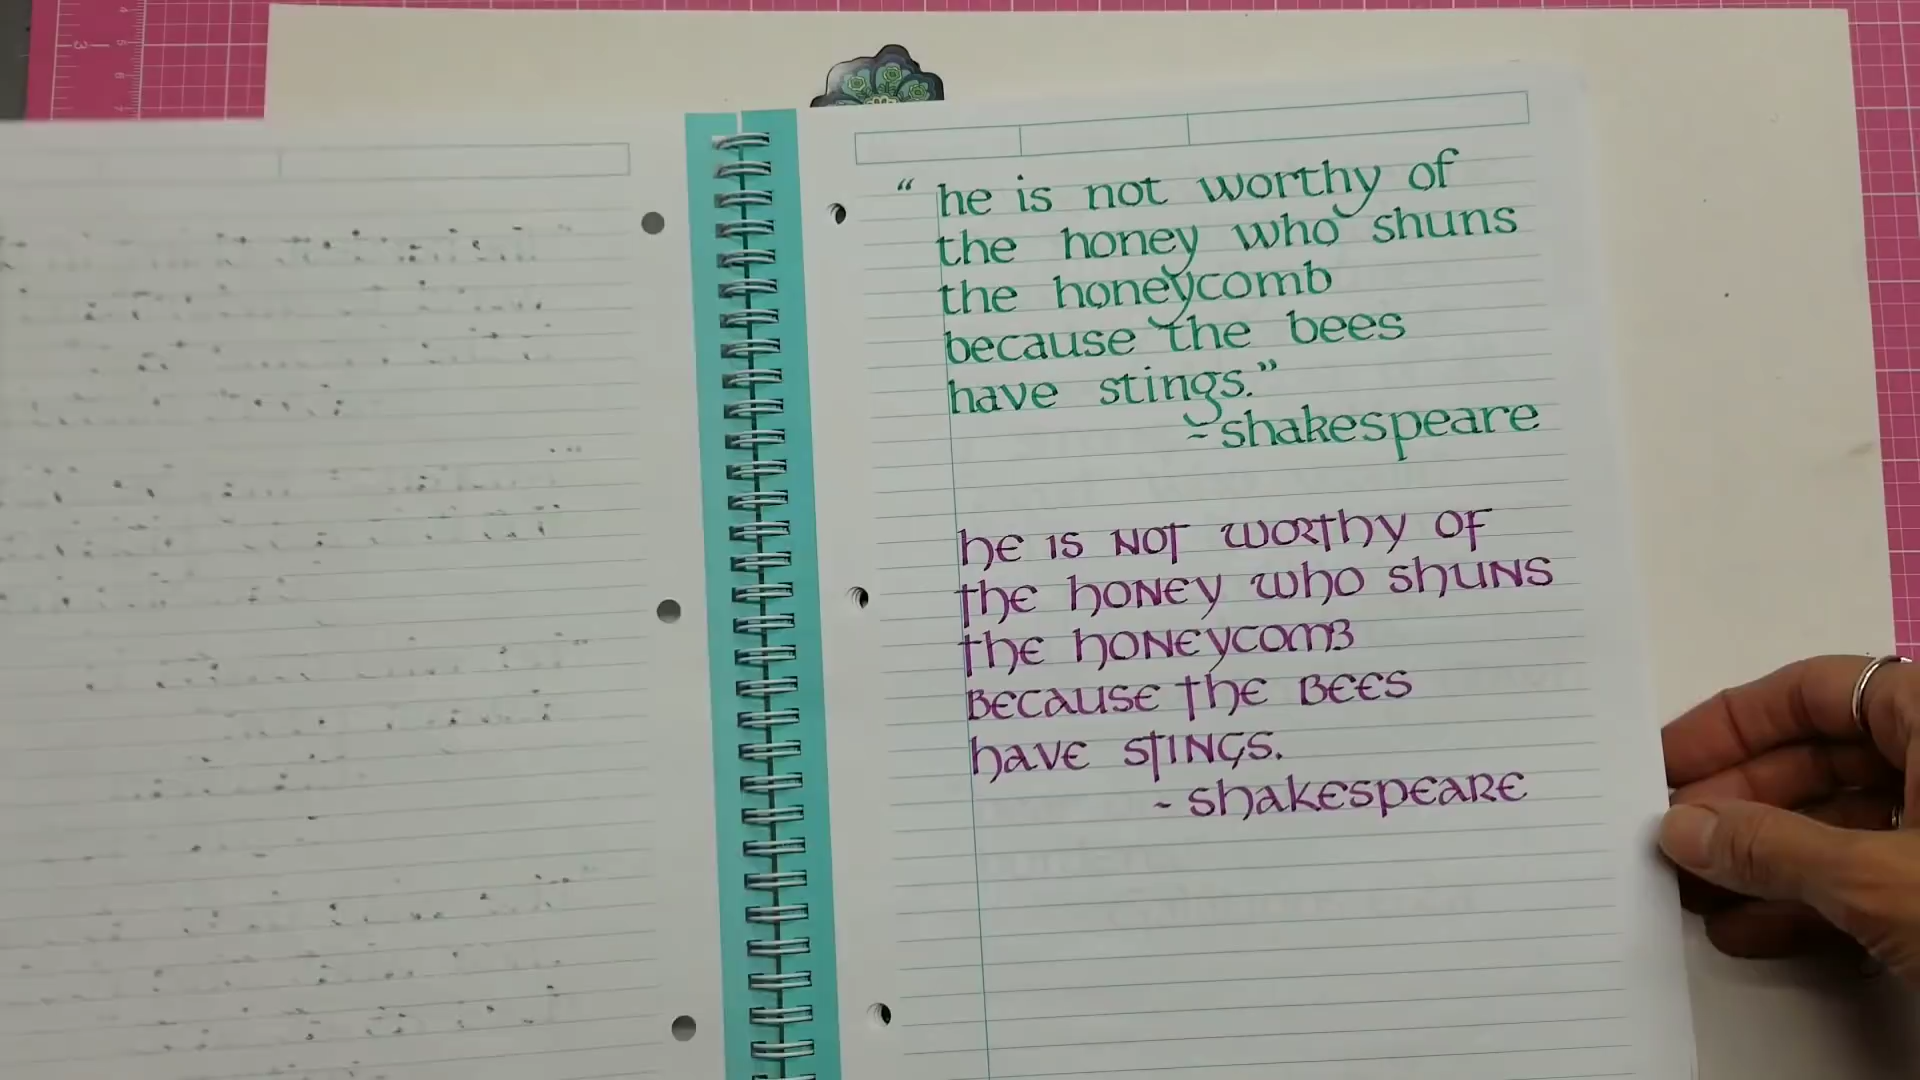 “ he is not worthy of
the honey who shuns
the honeycomb
because the bees
have stings.”
~ shakespeare
he is not worthy of
the honey who shuns
the honeycomb
because the bees
have stings.
~ shakespeare